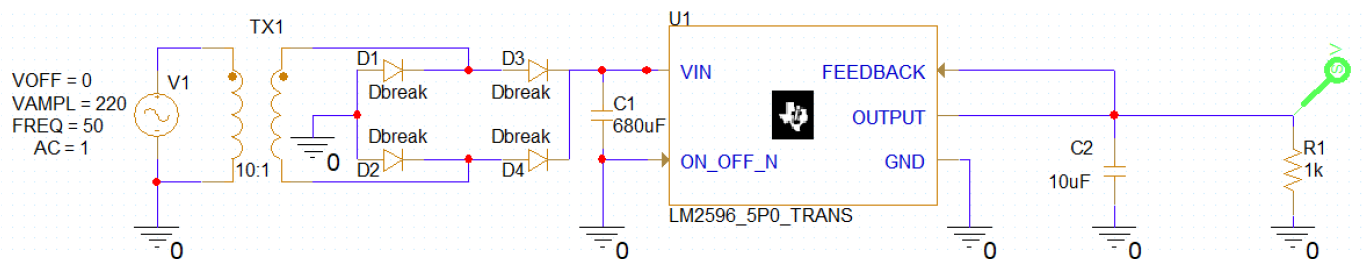 TX1
U1
VOFF = 0
VAMPL = 220
FREQ = 50
AC = 1
V1
10:1
D1
Dbreak
D3
Dbreak
0
Dbreak
D2
Dbreak
D4
C1
680uF
VIN
FEEDBACK
OUTPUT
ON_OFF_N
GND
LM2596_5P0_TRANS
C2
10uF
R1
1k
S
V
0
0
0
0
0